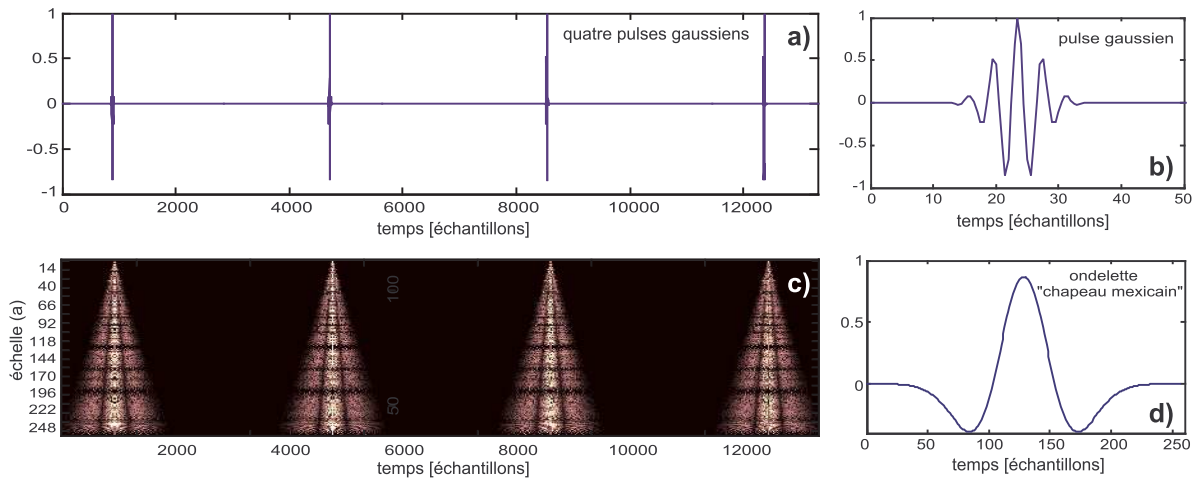 1
0.5
0
-0.5
-1
quatre pulses gaussiens
a)
0 2000 4000 6000 8000 10000 12000
temps [échantillons]
1
0.5
0
-0.5
-1
pulse gaussien
b)
0 10 20 30 40 50
temps [échantillons]
échelle (a)
14
40
66
92
118
144
170
196
222
248
100
50
c)
2000 4000 6000 8000 10000 12000
temps [échantillons]
1
0.5
0
ondelette
"chapeau mexicain"
d)
0 50 100 150 200 250
temps [échantillons]